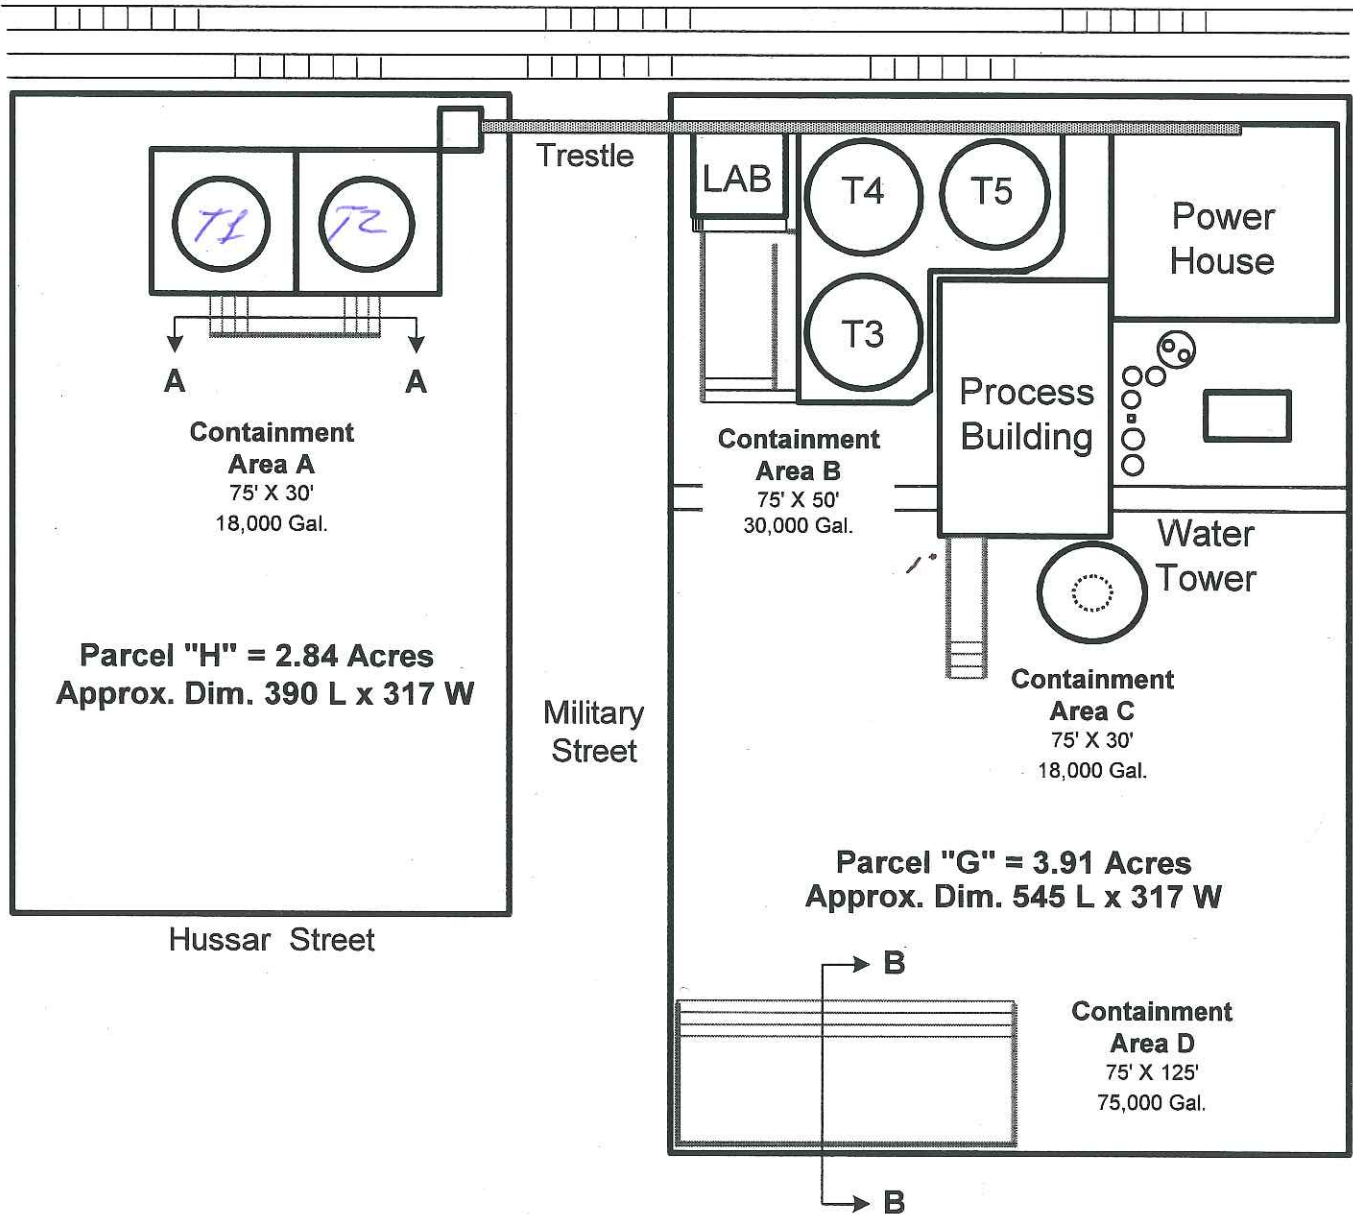 Trestle
LAB
T4
T5
Power
House
T1
T2
T3
A
A
Process
Building
Containment
Area A
75' X 30'
18,000 Gal.
Containment
Area B
75' X 50'
30,000 Gal.
Water
Tower
Parcel "H" = 2.84 Acres
Approx. Dim. 390 L x 317 W
Military
Street
Containment
Area C
75' X 30'
18,000 Gal.
Parcel "G" = 3.91 Acres
Approx. Dim. 545 L x 317 W
Hussar Street
B
Containment
Area D
75' X 125'
75,000 Gal.
B